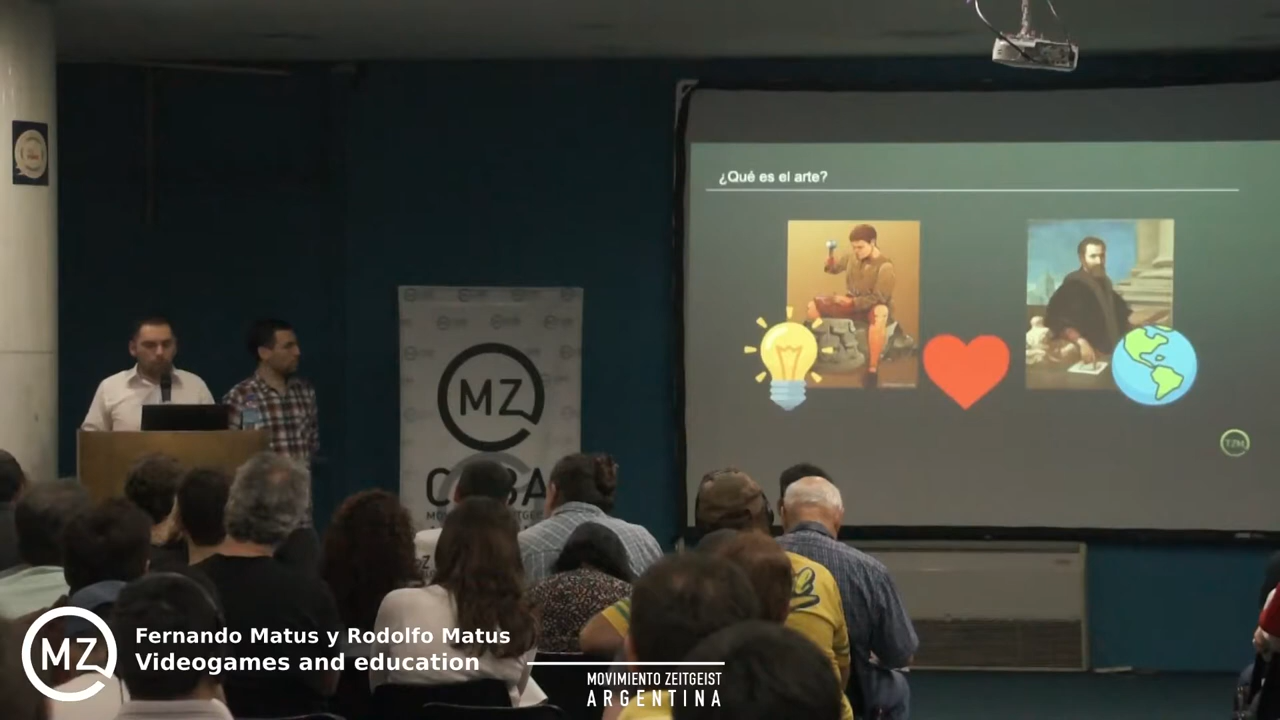 ¿Qué es el arte?
TZM
MZ
MZ
Fernando Matus y Rodolfo Matus
Videogames and education
MOVIMIENTO ZEITGEIST
ARGENTINA